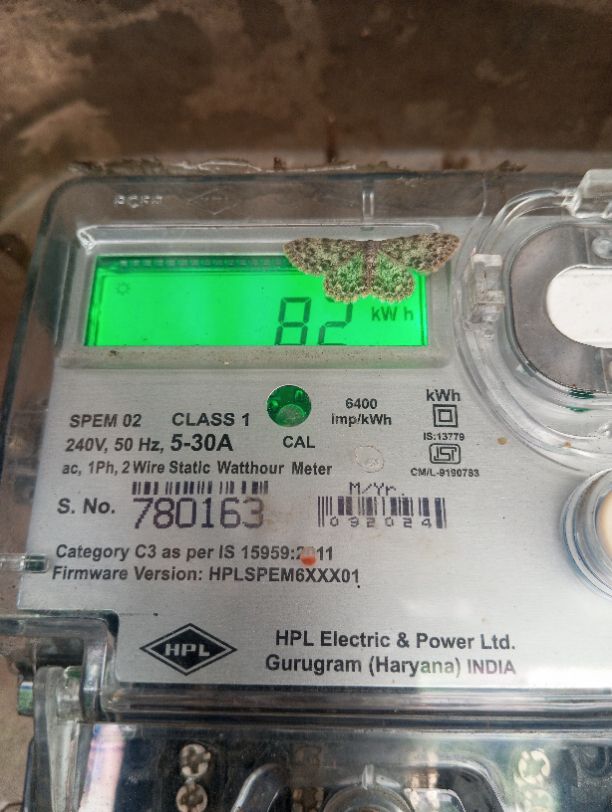 82 kWh
SPEM 02 CLASS 1
240V, 50 Hz, 5-30A
ac, 1Ph, 2 Wire Static Watthour Meter
CAL
6400
imp/kWh
kWh
IS:13779
CM/L-9190783
S. No. 780163
M/Yr.
092024
Category C3 as per IS 15959:2011
Firmware Version: HPLSPEM6XXX01
HPL
HPL Electric & Power Ltd.
Gurugram (Haryana) INDIA